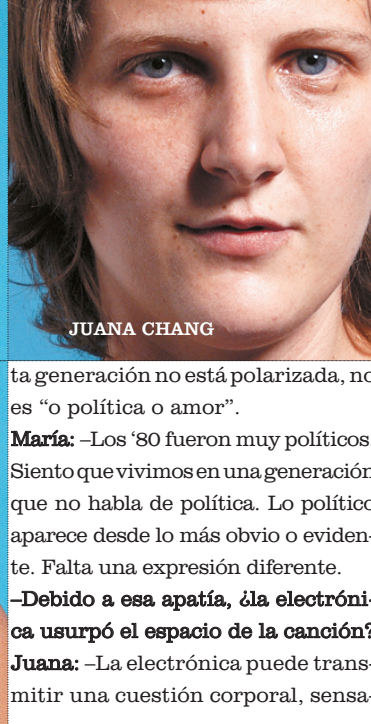 JUANA CHANG
ta generación no está polarizada, no
es “o política o amor”.
María: –Los ‘80 fueron muy políticos.
Siento que vivimos en una generación
que no habla de política. Lo político
aparece desde lo más obvio o eviden-
te. Falta una expresión diferente.
–Debido a esa apatía, ¿la electróni-
ca usurpó el espacio de la canción?
Juana: –La electrónica puede trans-
mitir una cuestión corporal, sensa-